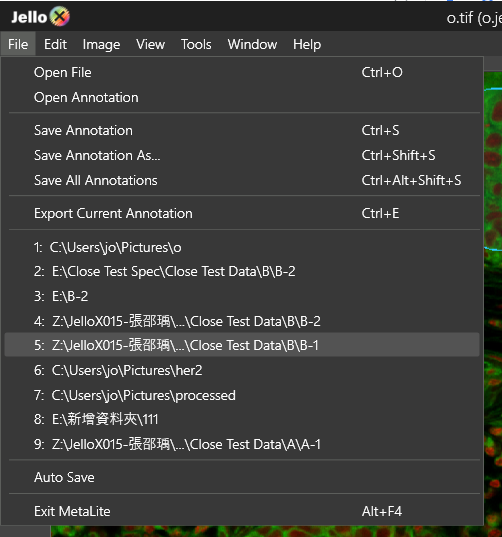 JelloX
o.tif (o.je
File Edit Image View Tools Window Help
Open File Ctrl+O
Open Annotation
Save Annotation Ctrl+S
Save Annotation As... Ctrl+Shift+S
Save All Annotations Ctrl+Alt+Shift+S
Export Current Annotation Ctrl+E
1: C:\Users\jo\Pictures\o
2: E:\Close Test Spec\Close Test Data\B\B-2
3: E:\B-2
4: Z:\JelloX015-張邵瑀\...\Close Test Data\B\B-2
5: Z:\JelloX015-張邵瑀\...\Close Test Data\B\B-1
6: C:\Users\jo\Pictures\her2
7: C:\Users\jo\Pictures\processed
8: E:\新增資料夾\111
9: Z:\JelloX015-張邵瑀\...\Close Test Data\A\A-1
Auto Save
Exit MetaLite Alt+F4